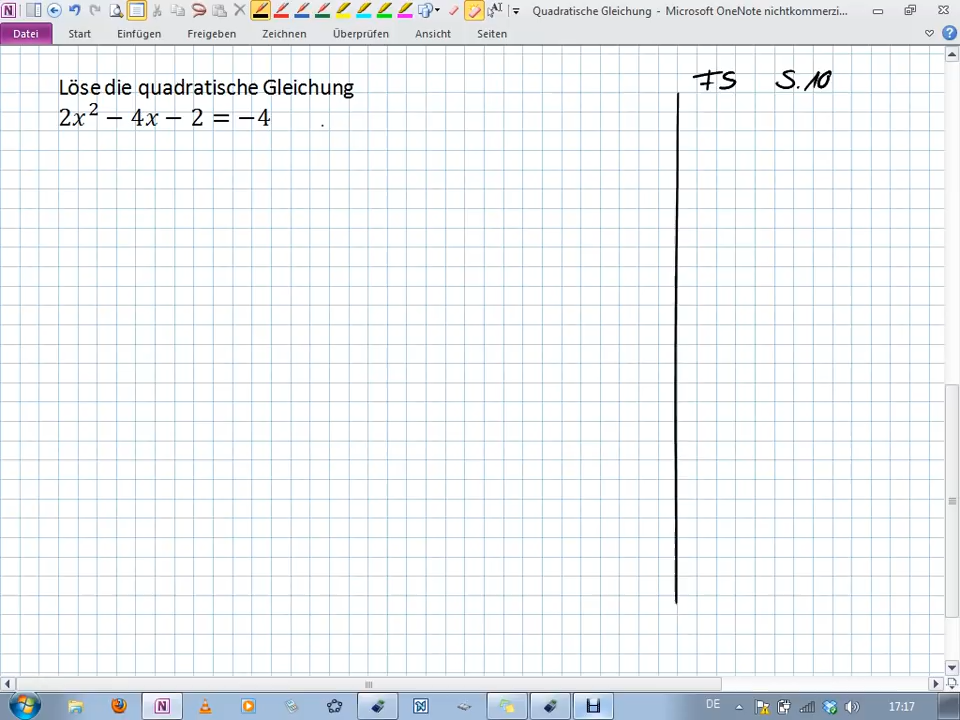 Quadratische Gleichung - Microsoft OneNote nichtkommerzi...
Datei Start Einfügen Freigeben Zeichnen Überprüfen Ansicht Seiten
Löse die quadratische Gleichung
2x² − 4x − 2 = −4
FS S.10
DE 17:17